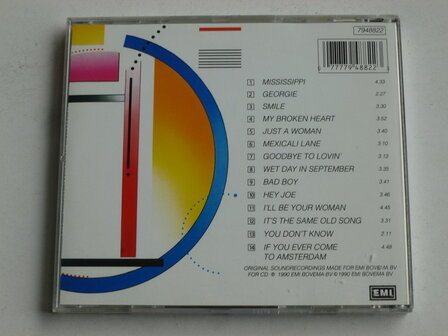 7948822
0 77779 48822
1 MISSISSIPPI 4.33
2 GEORGIE 2.27
3 SMILE 3.30
4 MY BROKEN HEART 3.52
5 JUST A WOMAN 3.40
6 MEXICALI LANE 5.10
7 GOODBYE TO LOVIN' 3.13
8 WET DAY IN SEPTEMBER 3.35
9 BAD BOY 3.41
10 HEY JOE 3.46
11 I'LL BE YOUR WOMAN 4.45
12 IT'S THE SAME OLD SONG 3.31
13 YOU DON'T KNOW 2.11
14 IF YOU EVER COME 4.48
TO AMSTERDAM
ORIGINAL SOUNDRECORDINGS MADE FOR EMI BOVEMA BV
FOR CD ℗ 1990 EMI BOVEMA BV © 1990 EMI BOVEMA BV
EMI